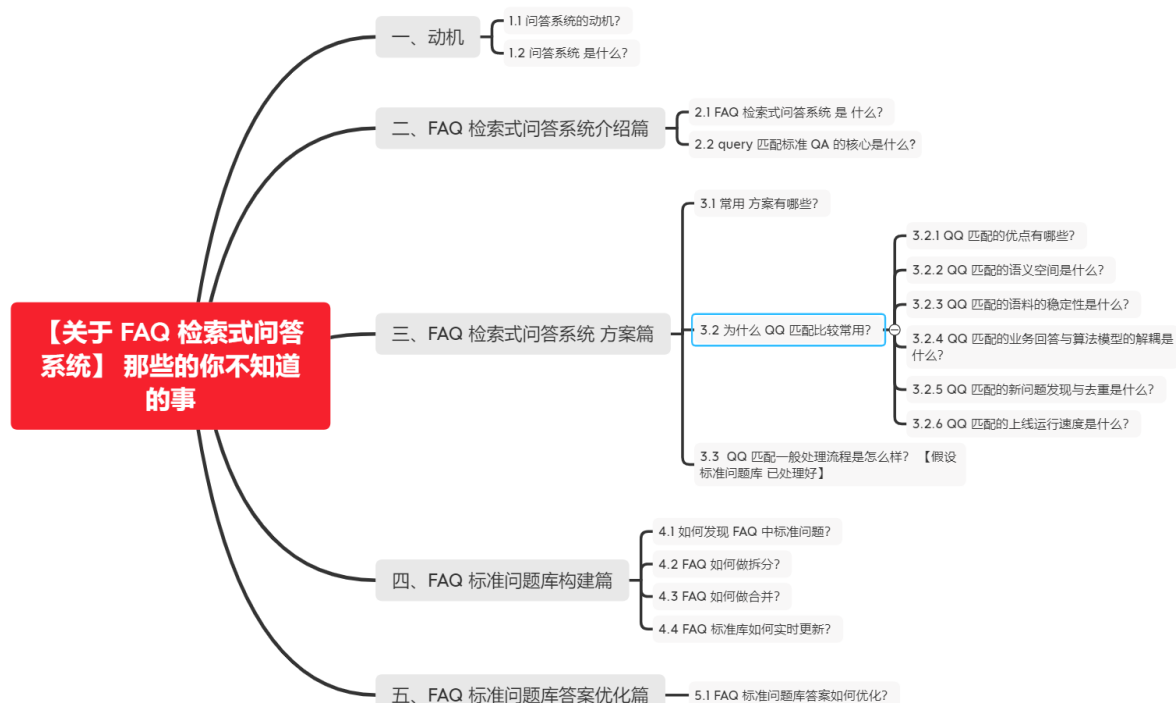 【关于 FAQ 检索式问答
系统】 那些的你不知道
的事
一、动机
1.1 问答系统的动机?
1.2 问答系统 是什么?
二、FAQ 检索式问答系统介绍篇
2.1 FAQ 检索式问答系统 是 什么?
2.2 query 匹配标准 QA 的核心是什么?
三、FAQ 检索式问答系统 方案篇
3.1 常用 方案有哪些?
3.2 为什么 QQ 匹配比较常用?
3.2.1 QQ 匹配的优点有哪些?
3.2.2 QQ 匹配的语义空间是什么?
3.2.3 QQ 匹配的语料的稳定性是什么?
3.2.4 QQ 匹配的业务回答与算法模型的解耦是
什么?
3.2.5 QQ 匹配的新问题发现与去重是什么?
3.2.6 QQ 匹配的上线运行速度是什么?
3.3 QQ 匹配一般处理流程是怎么样? 【假设
标准问题库 已处理好】
四、FAQ 标准问题库构建篇
4.1 如何发现 FAQ 中标准问题?
4.2 FAQ 如何做拆分?
4.3 FAQ 如何做合并?
4.4 FAQ 标准库如何实时更新?
五、FAQ 标准问题库答案优化篇
5.1 FAQ 标准问题库答案如何优化?